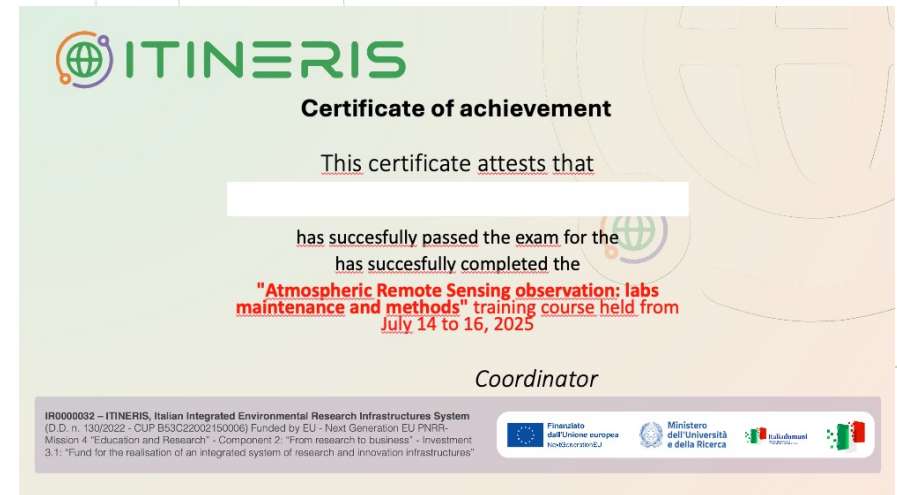 ITINERIS
Certificate of achievement
This certificate attests that
has succesfully passed the exam for the
has succesfully completed the
"Atmospheric Remote Sensing observation: labs
maintenance and methods" training course held from
July 14 to 16, 2025
Coordinator
IR0000032 – ITINERIS, Italian Integrated Environmental Research Infrastructures System
(D.D. n. 130/2022 - CUP B53C22002150006) Funded by EU - Next Generation EU PNRR-
Mission 4 "Education and Research" - Component 2: "From research to business" - Investment
3.1: "Fund for the realisation of an integrated system of research and innovation infrastructures"
Finanziato
dall'Unione europea
NextGenerationEU
Ministero
dell'Università
e della Ricerca
Italiadomani